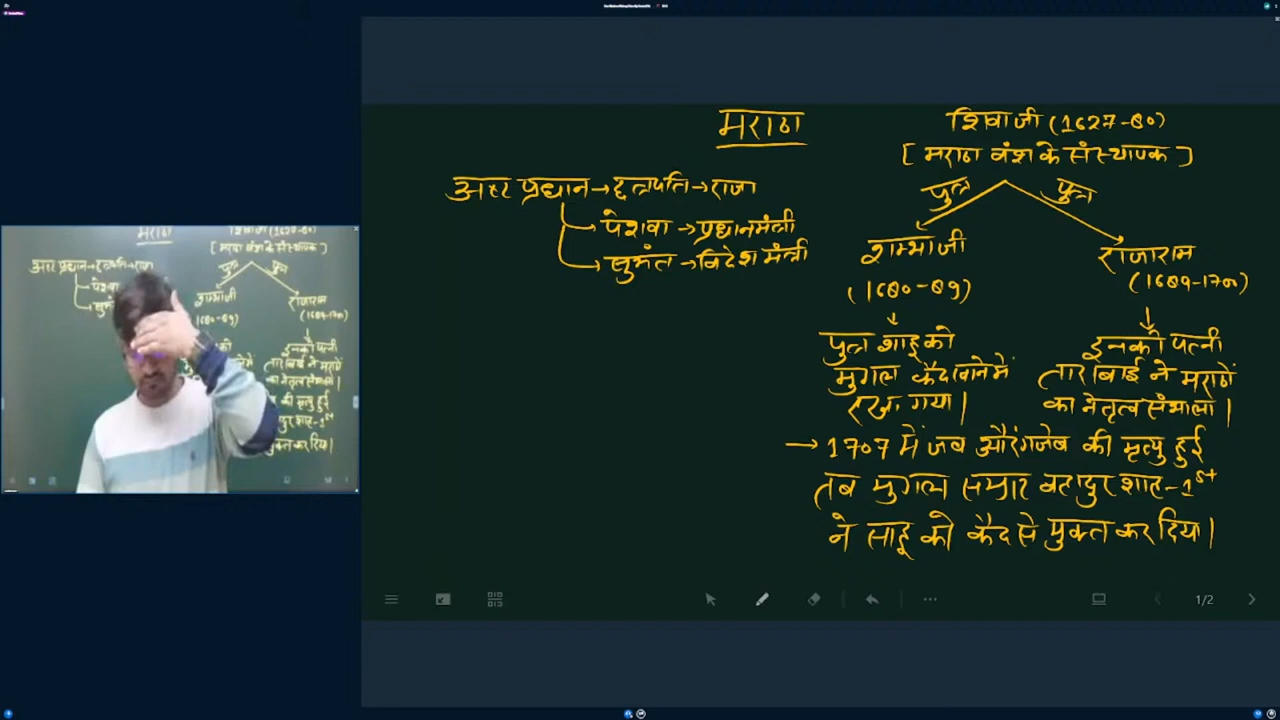 मराठा
शिवाजी (1627-80)
[ मराठा वंश के संस्थापक ]
पुत्र पुत्र
अष्ट प्रधान → छत्रपति → राजा
→ पेशवा → प्रधानमंत्री
→ सुमंत → विदेश मंत्री
शम्भाजी
(1680-89)
पुत्र शाहू को
मुगल कैदखाने में
रखा गया |
राजाराम
(1689-1700)
इनकी पत्नी
ताराबाई ने मराठों
का नेतृत्व संभाला |
→ 1707 में जब औरंगजेब की मृत्यु हुई
तब मुगल सम्राट बहादुर शाह-1st
ने साहू को कैद से मुक्त कर दिया |
1/2